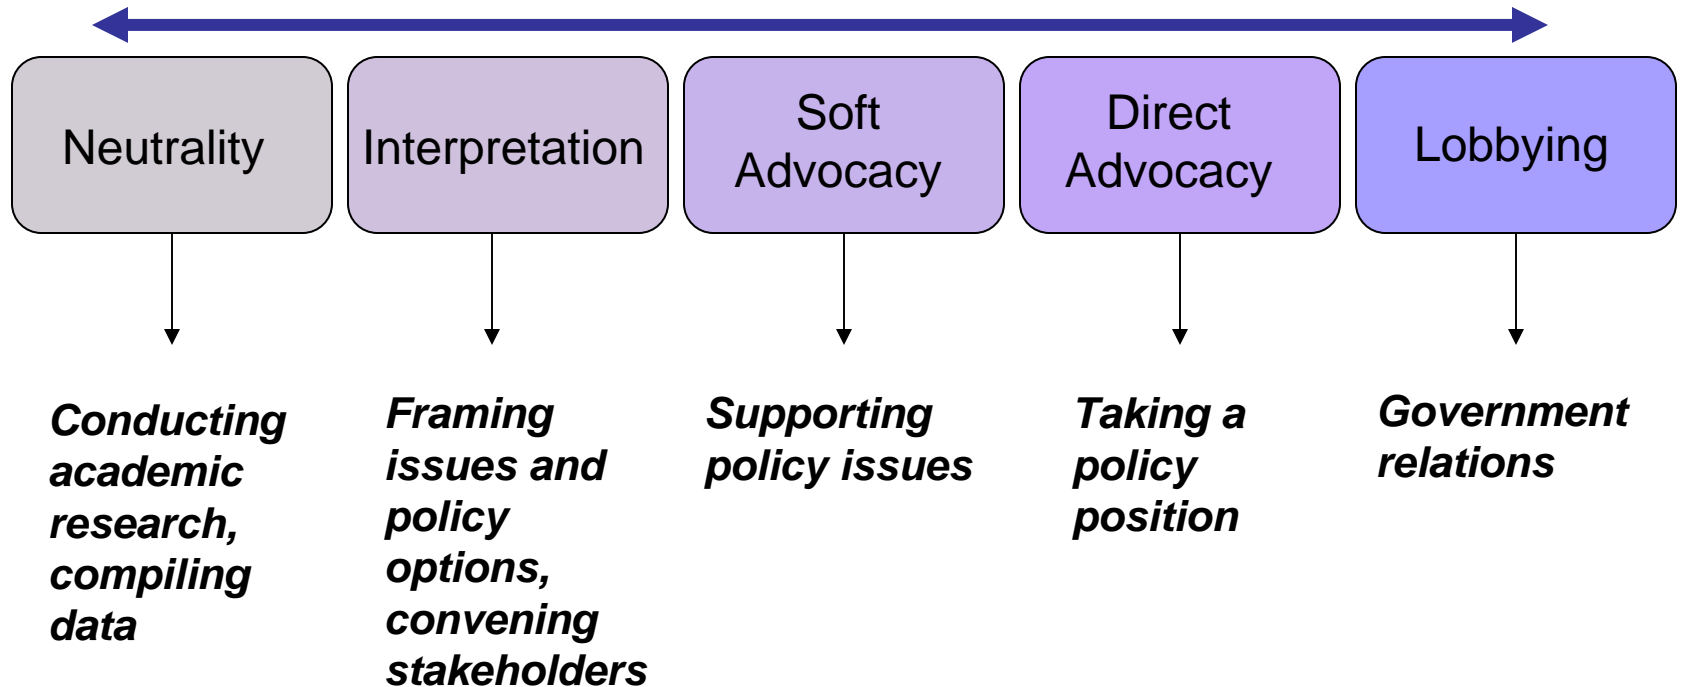 Neutrality
Interpretation
Soft
Advocacy
Direct
Advocacy
Lobbying
Conducting
academic
research,
compiling
data
Framing
issues and
policy
options,
convening
stakeholders
Supporting
policy issues
Taking a
policy
position
Government
relations